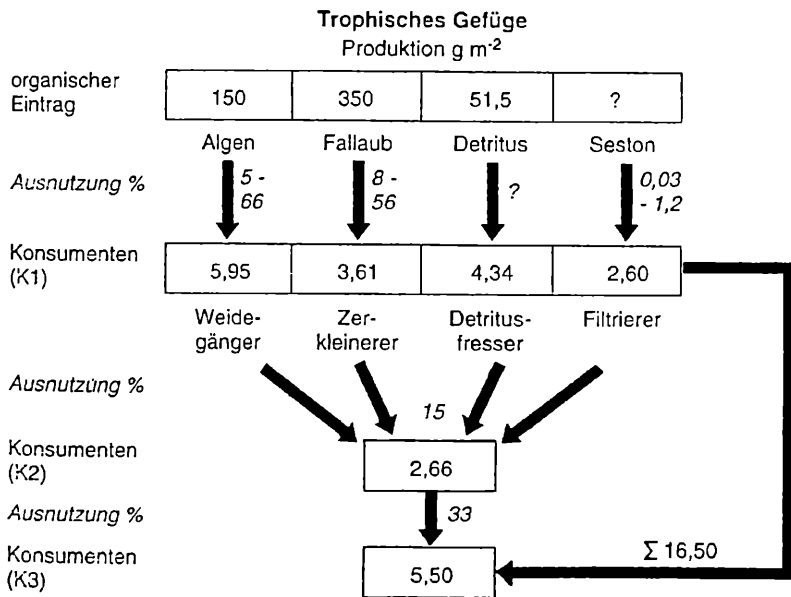 Trophisches Gefüge
Produktion g m-2
organischer
Eintrag
150 350 51,5 ?
Algen Fallaub Detritus Seston
Ausnutzung %
5 -
66
8 -
56
?
0,03
- 1,2
Konsumenten
(K1)
5,95 3,61 4,34 2,60
Weide-
gänger
Zer-
kleinerer
Detritus-
fresser
Filtrierer
Ausnutzung %
15
Konsumenten
(K2)
2,66
Ausnutzung %
33
Konsumenten
(K3)
5,50
Σ 16,50